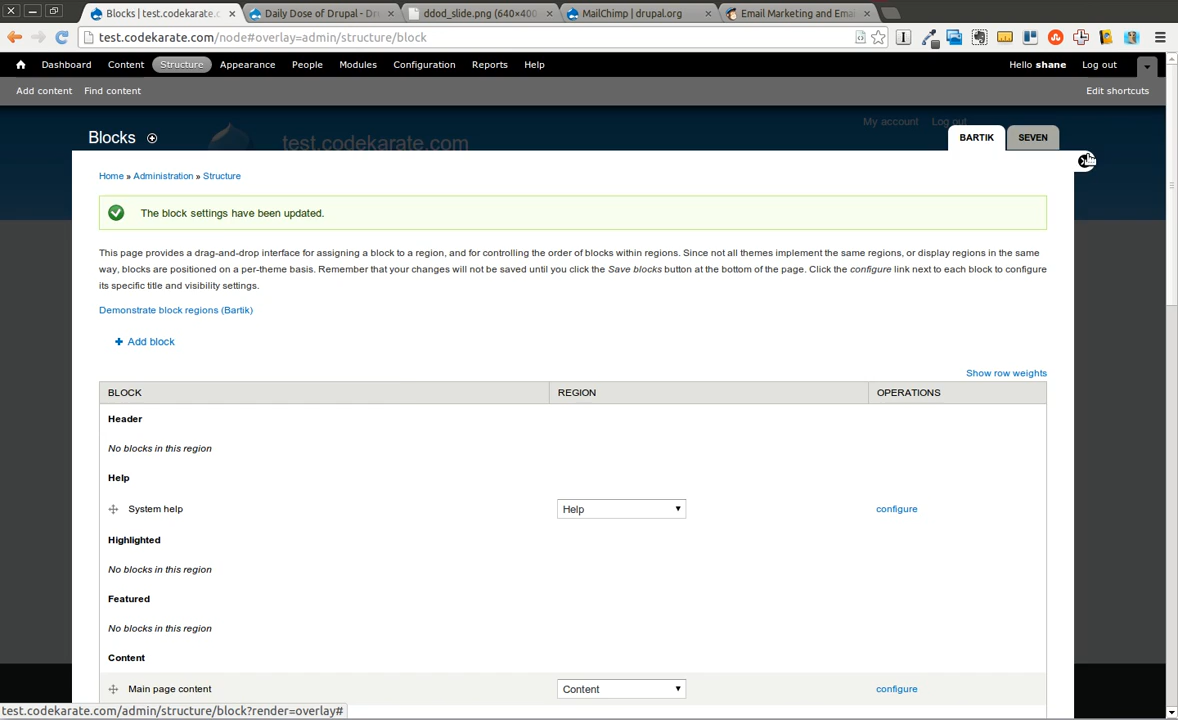 Blocks | test.codekarate.c
Daily Dose of Drupal - Dr
ddod_slide.png (640×400
MailChimp | drupal.org
Email Marketing and Ema
test.codekarate.com/node#overlay=admin/structure/block
Dashboard Content Structure Appearance People Modules Configuration Reports Help Hello shane Log out
Add content Find content Edit shortcuts
My account Log out
Blocks test.codekarate.com BARTIK SEVEN
Home » Administration » Structure
The block settings have been updated.
This page provides a drag-and-drop interface for assigning a block to a region, and for controlling the order of blocks within regions. Since not all themes implement the same regions, or display regions in the same
way, blocks are positioned on a per-theme basis. Remember that your changes will not be saved until you click the Save blocks button at the bottom of the page. Click the configure link next to each block to configure
its specific title and visibility settings.
Demonstrate block regions (Bartik)
Add block
Show row weights
BLOCK REGION OPERATIONS
Header
No blocks in this region
Help
System help Help configure
Highlighted
No blocks in this region
Featured
No blocks in this region
Content
Main page content Content configure
test.codekarate.com/admin/structure/block?render=overlay#